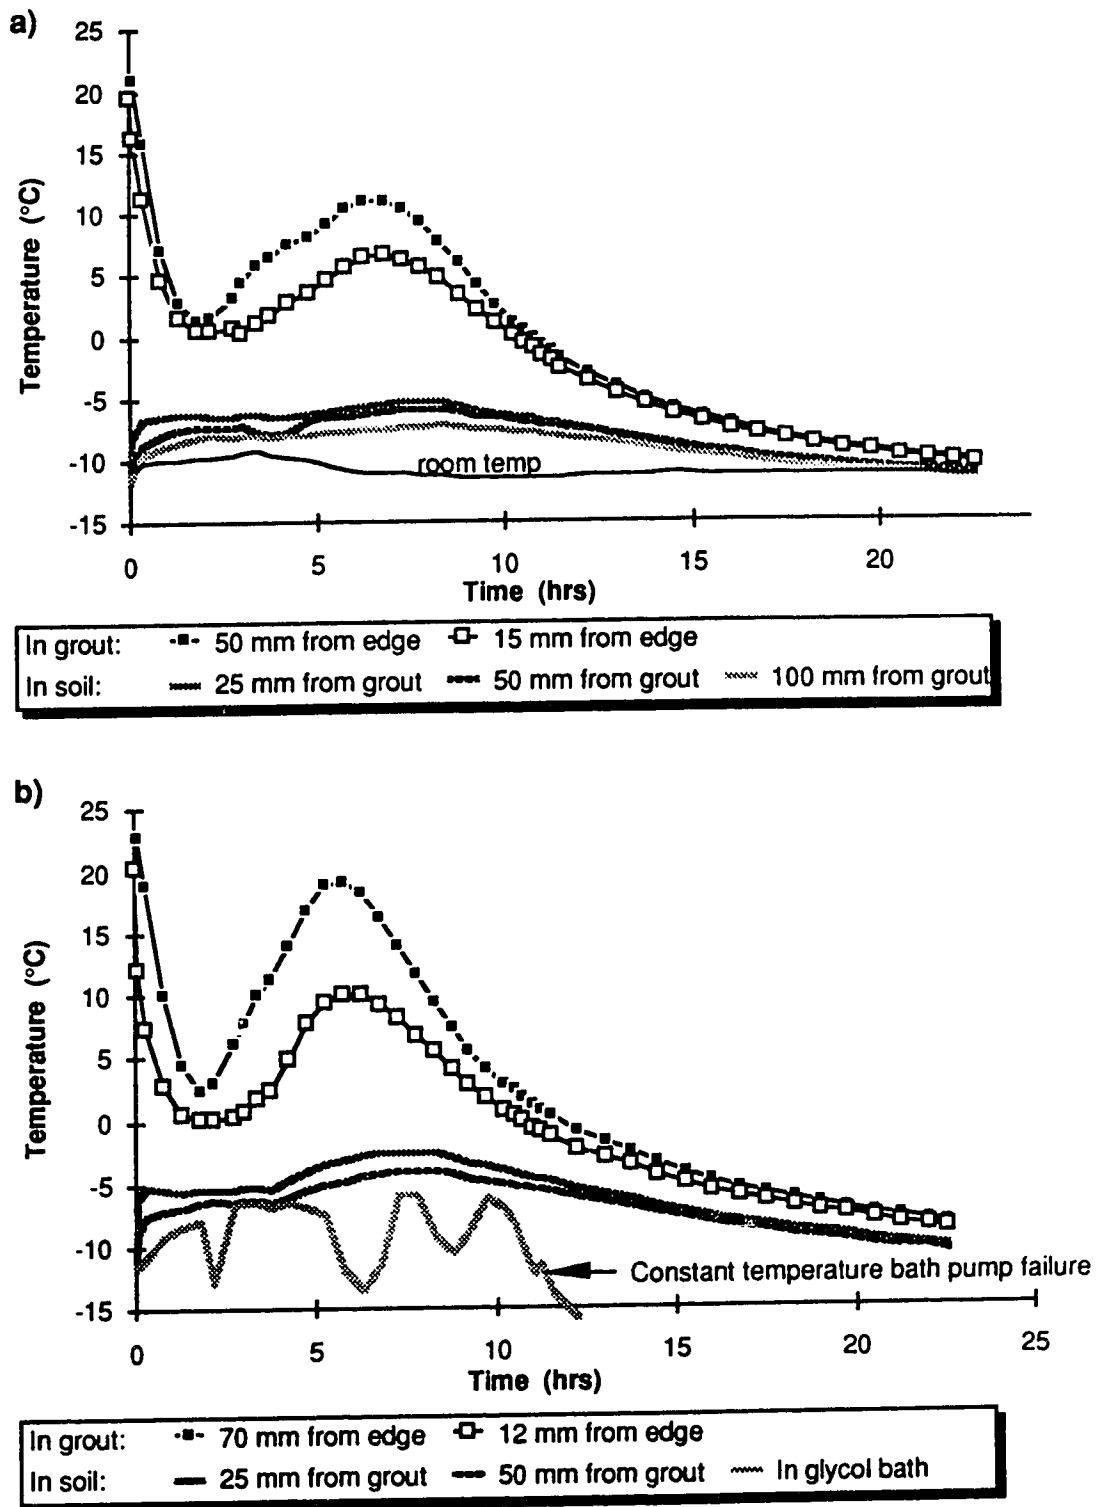 a)
25
20
15
10
5
0
-5
-10
-15
Temperature (°C)
room temp
0 5 10 15 20
Time (hrs)
In grout: 50 mm from edge 15 mm from edge
In soil: 25 mm from grout 50 mm from grout 100 mm from grout
b)
25
20
15
10
5
0
-5
-10
-15
Temperature (°C)
Constant temperature bath pump failure
0 5 10 15 20 25
Time (hrs)
In grout: 70 mm from edge 12 mm from edge
In soil: 25 mm from grout 50 mm from grout In glycol bath